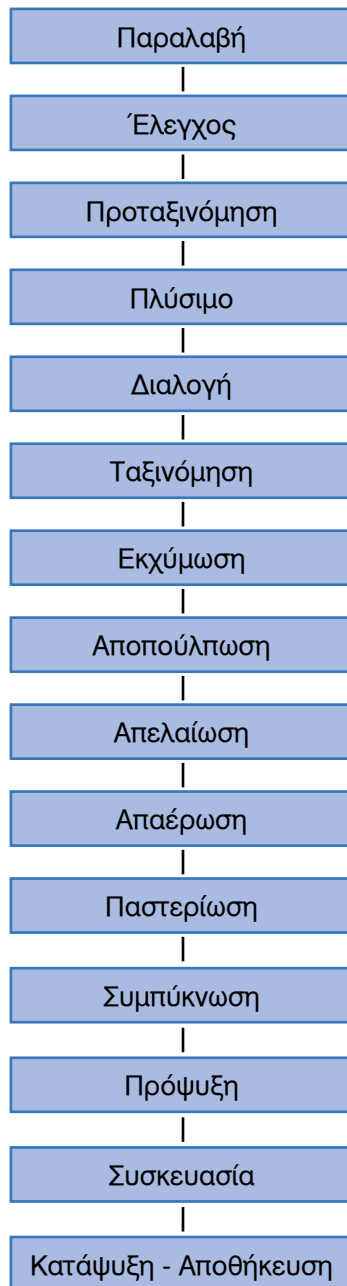 Παραλαβή
Έλεγχος
Προταξινόμηση
Πλύσιμο
Διαλογή
Ταξινόμηση
Εκχύμωση
Αποπούλπωση
Απελαίωση
Απαέρωση
Παστερίωση
Συμπύκνωση
Πρόψυξη
Συσκευασία
Κατάψυξη - Αποθήκευση